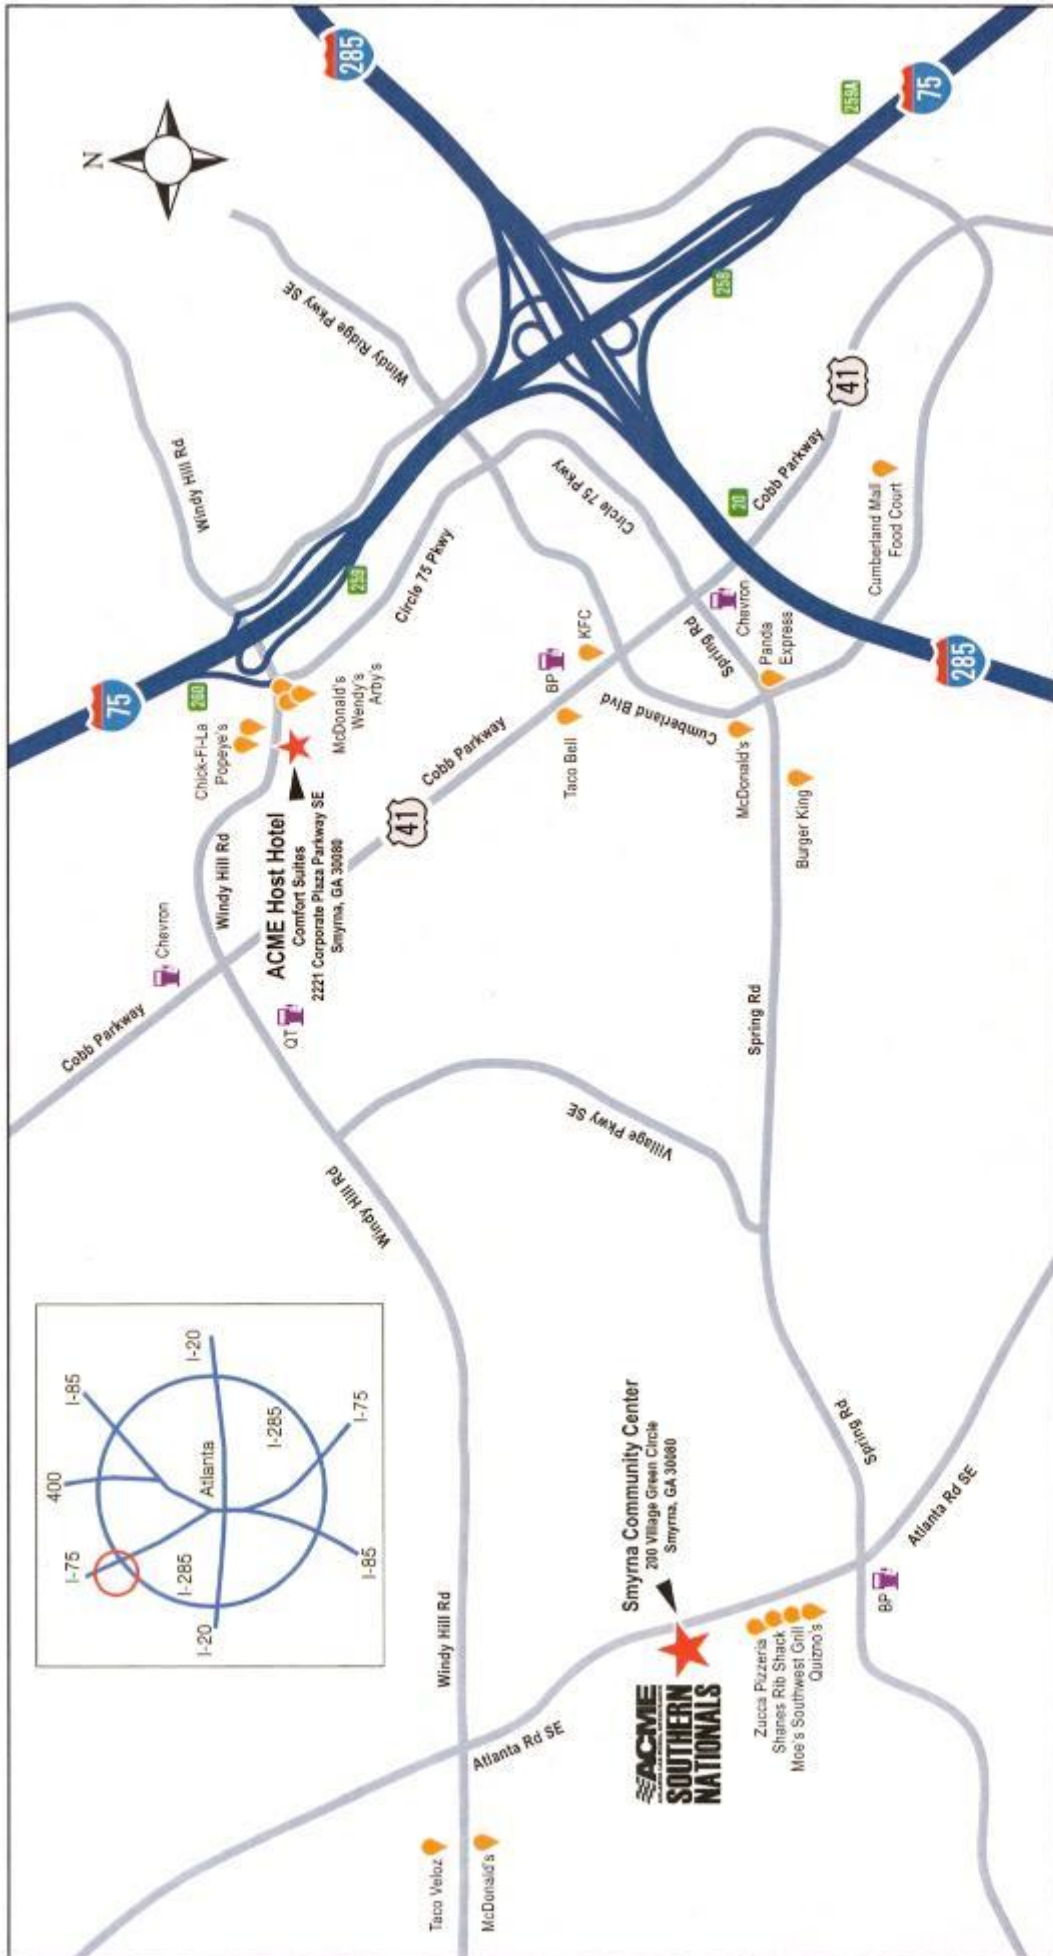 400
I-75
I-85
I-20
Atlanta
I-20
I-285
I-285
I-85
I-75
N
Cobb Parkway
Chevron
75
285
Windy Hill Rd
Windy Ridge Pkwy SE
260
Chick-Fi-La
Popeye's
Windy Hill Rd
QT
ACME Host Hotel
Comfort Suites
2221 Corporate Plaza Parkway SE
Smyrna, GA 30080
McDonald's
Wendy's
Arby's
259
Circle 75 Pkwy
41
Windy Hill Rd
Windy Hill Rd
Cobb Parkway
Taco Veloz
McDonald's
Atlanta Rd SE
BP
KFC
Taco Bell
Circle 75 Pkwy
Village Pkwy SE
Cumberland Blvd
Spring Rd
ACME
SOUTHERN
NATIONALS
Smyrna Community Center
200 Village Green Circle
Smyrna, GA 30080
258
20
Chevron
McDonald's
Panda
Express
Spring Rd
Cobb Parkway
Burger King
Zucca Pizzeria
Shanes Rib Shack
Moe's Southwest Grill
Quizno's
41
259A
75
Cumberland Mall
Food Court
Spring Rd
BP
Atlanta Rd SE
285